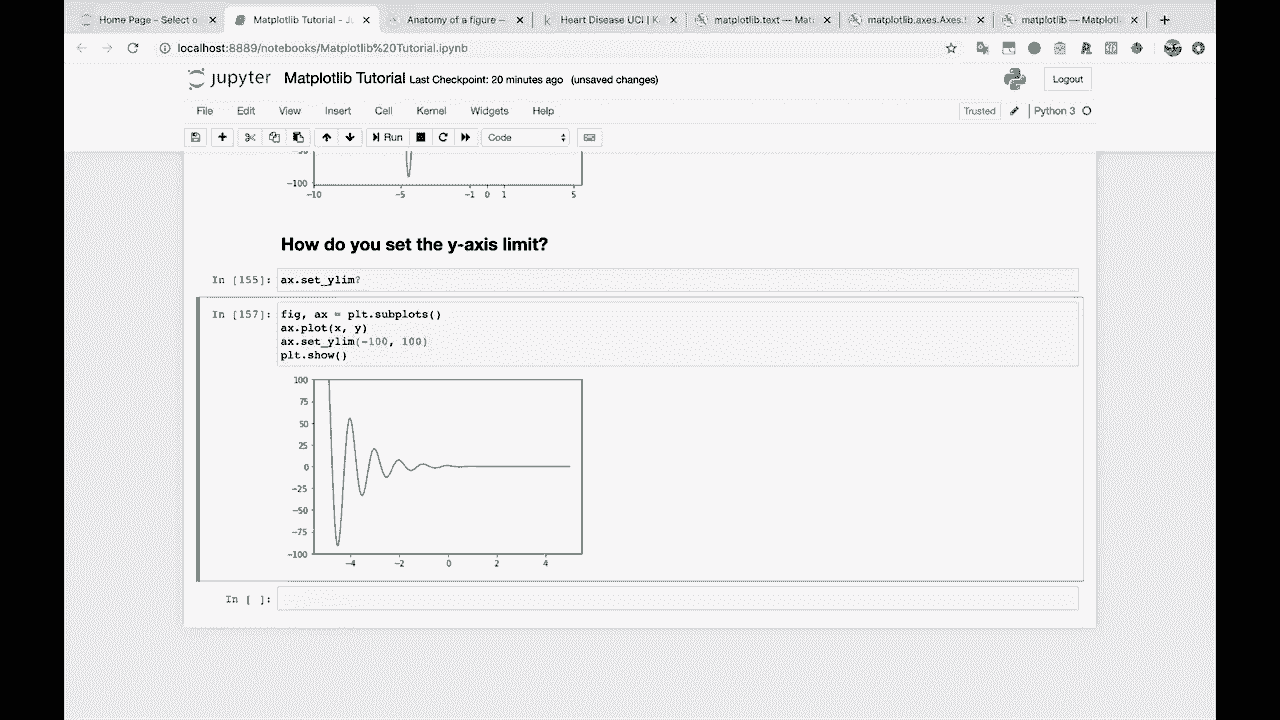 Home Page - Select o
Matplotlib Tutorial - Ju
Anatomy of a figure —
Heart Disease UCI | K
matplotlib.text — Mat
matplotlib.axes.Axes.
matplotlib — Matplotl
localhost:8889/notebooks/Matplotlib%20Tutorial.ipynb
jupyter Matplotlib Tutorial Last Checkpoint: 20 minutes ago (unsaved changes)
Logout
File Edit View Insert Cell Kernel Widgets Help
Trusted
Python 3
Run
Code
-100
-10 -5 -1 0 1 5
How do you set the y-axis limit?
In [155]: ax.set_ylim?
In [157]: fig, ax = plt.subplots()
ax.plot(x, y)
ax.set_ylim(-100, 100)
plt.show()
100
75
50
25
0
-25
-50
-75
-100
-4 -2 0 2 4
In [ ]: